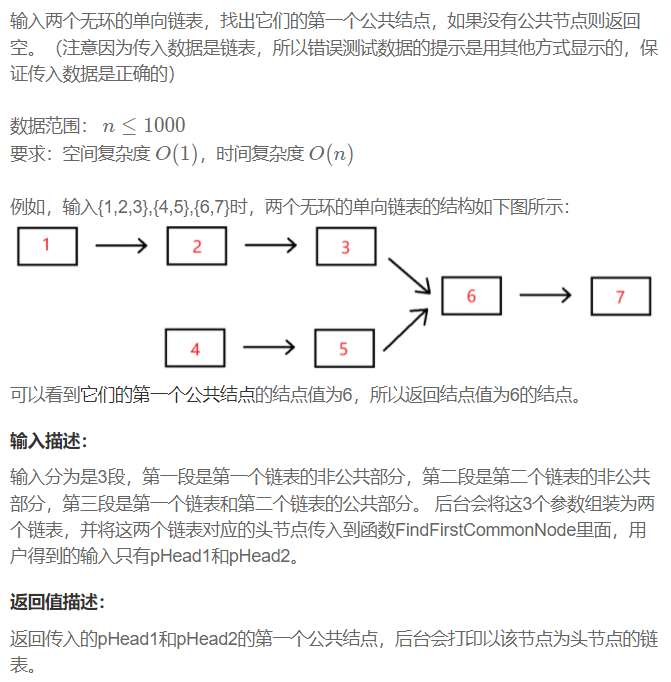 输入两个无环的单向链表，找出它们的第一个公共结点，如果没有公共节点则返回
空。（注意因为传入数据是链表，所以错误测试数据的提示是用其他方式显示的，保
证传入数据是正确的）
数据范围： n ≤ 1000
要求：空间复杂度 O(1)，时间复杂度 O(n)
例如，输入{1,2,3},{4,5},{6,7}时，两个无环的单向链表的结构如下图所示：
1 2 3
6 7
4 5
可以看到它们的第一个公共结点的结点值为6，所以返回结点值为6的结点。
输入描述：
输入分为是3段，第一段是第一个链表的非公共部分，第二段是第二个链表的非公共
部分，第三段是第一个链表和第二个链表的公共部分。 后台会将这3个参数组装为两
个链表，并将这两个链表对应的头节点传入到函数FindFirstCommonNode里面，用
户得到的输入只有pHead1和pHead2。
返回值描述：
返回传入的pHead1和pHead2的第一个公共结点，后台会打印以该节点为头节点的链
表。